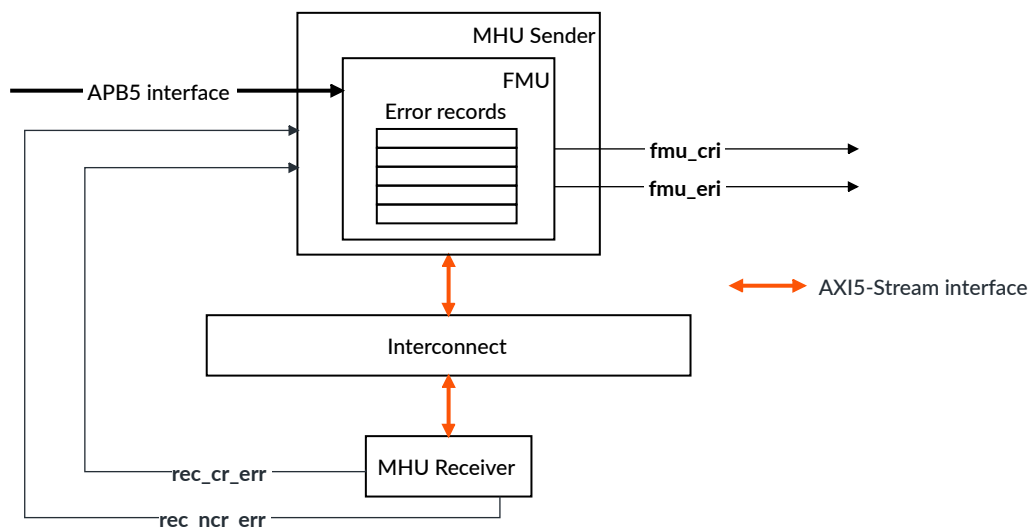 MHU Sender
FMU
APB5 interface
Error records
fmu_cri
fmu_eri
AXI5-Stream interface
Interconnect
MHU Receiver
rec_cr_err
rec_ncr_err